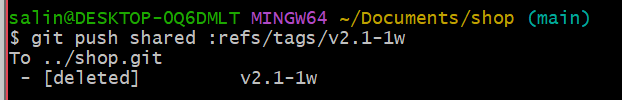 salin@DESKTOP-OQ6DMLT MINGW64 ~/Documents/shop (main)
$ git push shared :refs/tags/v2.1-1w
To ../shop.git
 - [deleted]         v2.1-1w